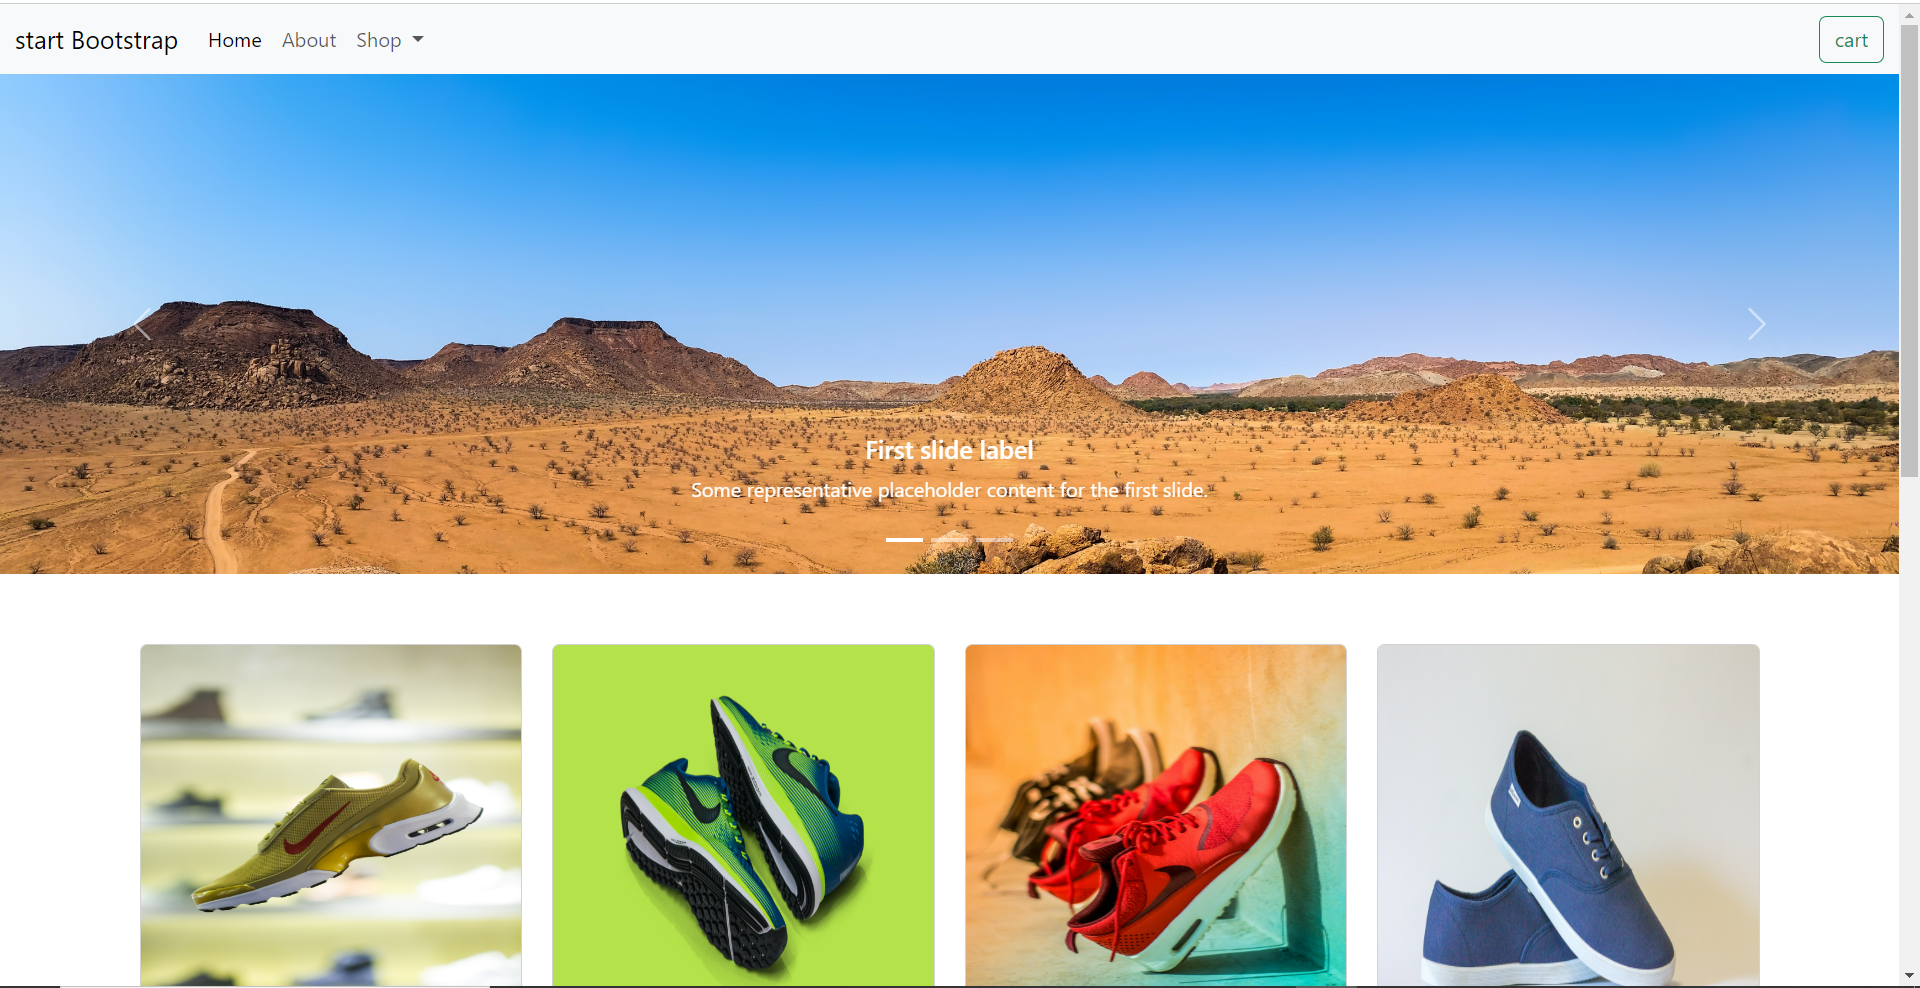 start Bootstrap Home About Shop cart
First slide label
Some representative placeholder content for the first slide.